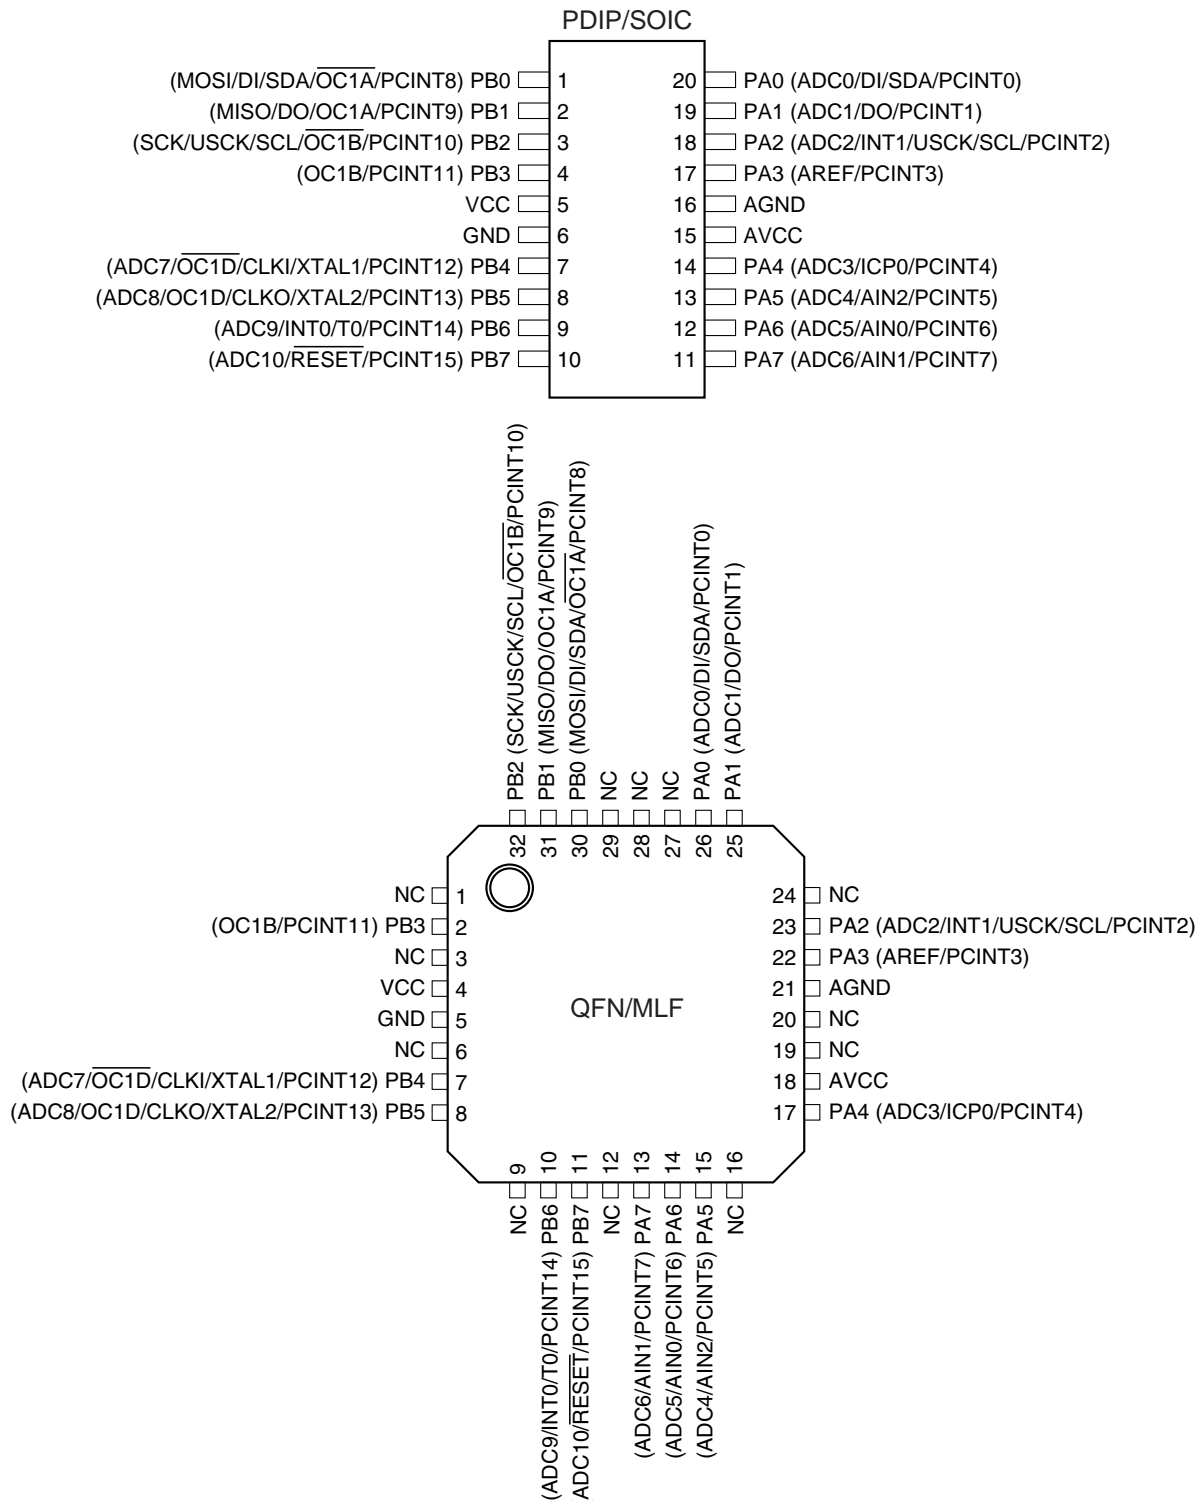 PDIP/SOIC
(MOSI/DI/SDA/O̅C̅1̅A̅/PCINT8) PB0 1 20 PA0 (ADC0/DI/SDA/PCINT0)
(MISO/DO/OC1A/PCINT9) PB1 2 19 PA1 (ADC1/DO/PCINT1)
(SCK/USCK/SCL/O̅C̅1̅B̅/PCINT10) PB2 3 18 PA2 (ADC2/INT1/USCK/SCL/PCINT2)
(OC1B/PCINT11) PB3 4 17 PA3 (AREF/PCINT3)
VCC 5 16 AGND
GND 6 15 AVCC
(ADC7/O̅C̅1̅D̅/CLKI/XTAL1/PCINT12) PB4 7 14 PA4 (ADC3/ICP0/PCINT4)
(ADC8/OC1D/CLKO/XTAL2/PCINT13) PB5 8 13 PA5 (ADC4/AIN2/PCINT5)
(ADC9/INT0/T0/PCINT14) PB6 9 12 PA6 (ADC5/AIN0/PCINT6)
(ADC10/R̅E̅S̅E̅T̅/PCINT15) PB7 10 11 PA7 (ADC6/AIN1/PCINT7)
PB2 (SCK/USCK/SCL/O̅C̅1̅B̅/PCINT10)
PB1 (MISO/DO/OC1A/PCINT9)
PB0 (MOSI/DI/SDA/O̅C̅1̅A̅/PCINT8)
NC
NC
NC
PA0 (ADC0/DI/SDA/PCINT0)
PA1 (ADC1/DO/PCINT1)
32 31 30 29 28 27 26 25
NC 1 24 NC
(OC1B/PCINT11) PB3 2 23 PA2 (ADC2/INT1/USCK/SCL/PCINT2)
NC 3 22 PA3 (AREF/PCINT3)
VCC 4 21 AGND
QFN/MLF
GND 5 20 NC
NC 6 19 NC
(ADC7/O̅C̅1̅D̅/CLKI/XTAL1/PCINT12) PB4 7 18 AVCC
(ADC8/OC1D/CLKO/XTAL2/PCINT13) PB5 8 17 PA4 (ADC3/ICP0/PCINT4)
9 10 11 12 13 14 15 16
NC
(ADC9/INT0/T0/PCINT14) PB6
ADC10/R̅E̅S̅E̅T̅/PCINT15) PB7
NC
(ADC6/AIN1/PCINT7) PA7
(ADC5/AIN0/PCINT6) PA6
(ADC4/AIN2/PCINT5) PA5
NC